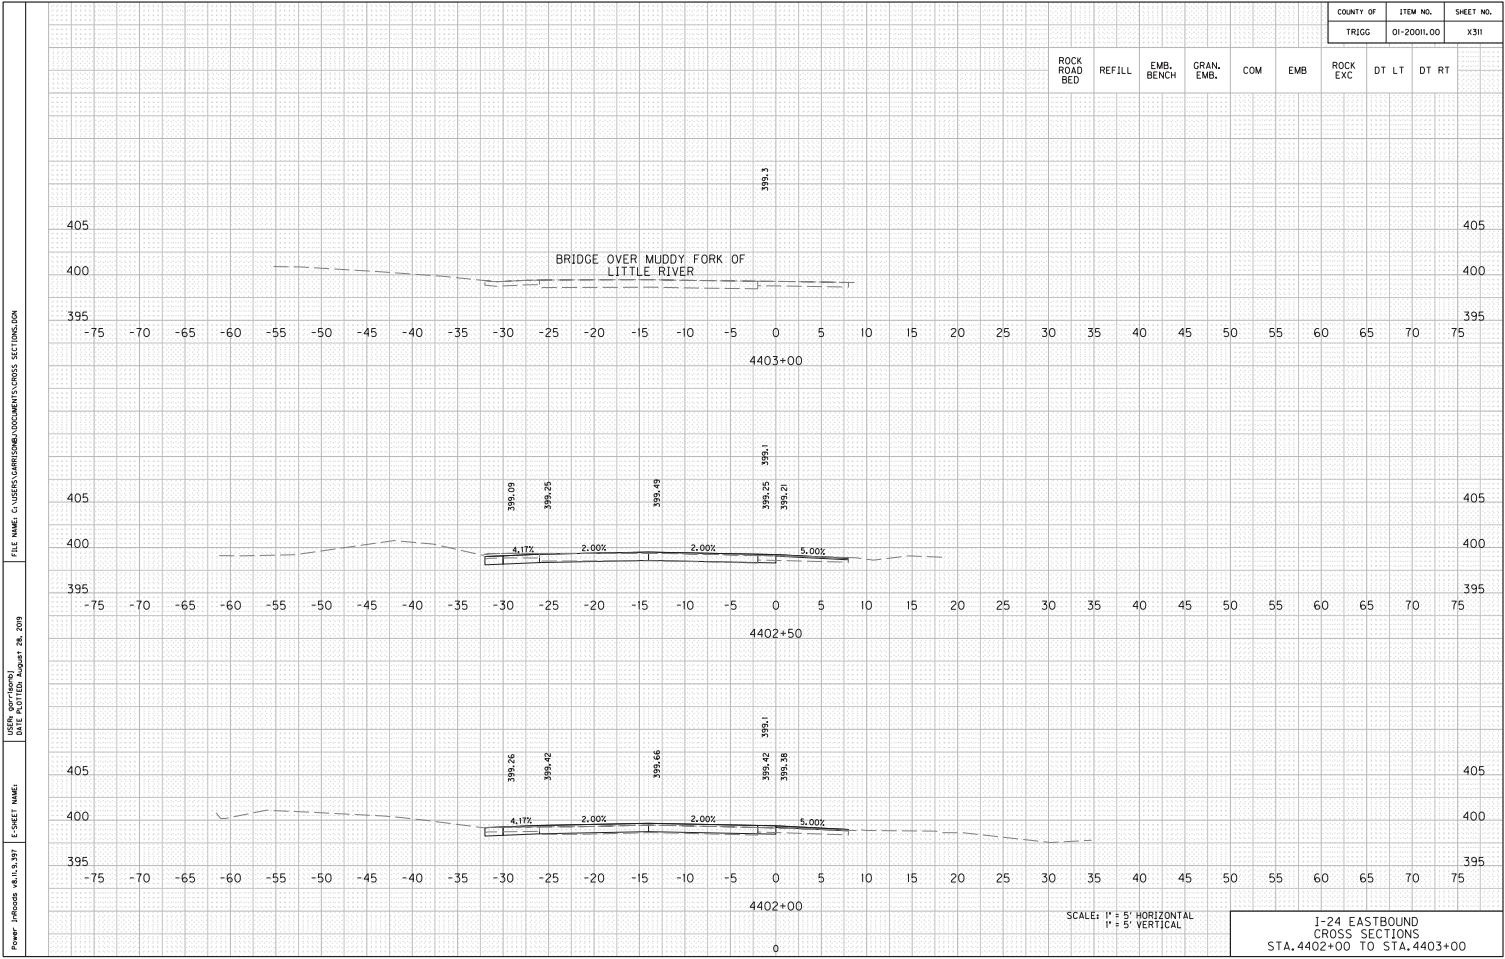 COUNTY OF ITEM NO. SHEET NO.
TRIGG 01-20011.00 X311
ROCK ROAD BED REFILL EMB. BENCH GRAN. EMB. COM EMB ROCK EXC DT LT DT RT
399.3
405 405
BRIDGE OVER MUDDY FORK OF
LITTLE RIVER
400 400
395 395
-75 -70 -65 -60 -55 -50 -45 -40 -35 -30 -25 -20 -15 -10 -5 0 5 10 15 20 25 30 35 40 45 50 55 60 65 70 75
4403+00
399.1
399.09 399.25 399.49 399.25 399.21
405 405
400 400
4.17% 2.00% 2.00% 5.00%
395 395
-75 -70 -65 -60 -55 -50 -45 -40 -35 -30 -25 -20 -15 -10 -5 0 5 10 15 20 25 30 35 40 45 50 55 60 65 70 75
4402+50
399.1
399.26 399.42 399.66 399.42 399.38
405 405
400 400
4.17% 2.00% 2.00% 5.00%
395 395
-75 -70 -65 -60 -55 -50 -45 -40 -35 -30 -25 -20 -15 -10 -5 0 5 10 15 20 25 30 35 40 45 50 55 60 65 70 75
4402+00
0
SCALE: 1" = 5' HORIZONTAL
1" = 5' VERTICAL
I-24 EASTBOUND
CROSS SECTIONS
STA. 4402+00 TO STA. 4403+00
FILE NAME: C:\USERS\GARRISONBJ\DOCUMENTS\CROSS SECTIONS.DGN
USER: garrisonbj
DATE PLOTTED: August 28, 2019
E-SHEET NAME:
Power InRoads v8.11.9.397